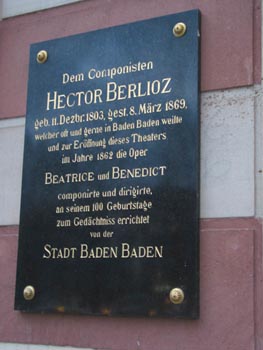 Dem Componisten
HECTOR BERLIOZ
geb. 11. Dezbr. 1803, gest. 8. März 1869.
welcher oft und gerne in Baden Baden weilte
und zur Eröffnung dieses Theaters
im Jahre 1862 die Oper
BEATRICE und BENEDICT
componirte und dirigirte,
an seinem 100 Geburtstage
zum Gedächtniss errichtet
von der
STADT BADEN BADEN